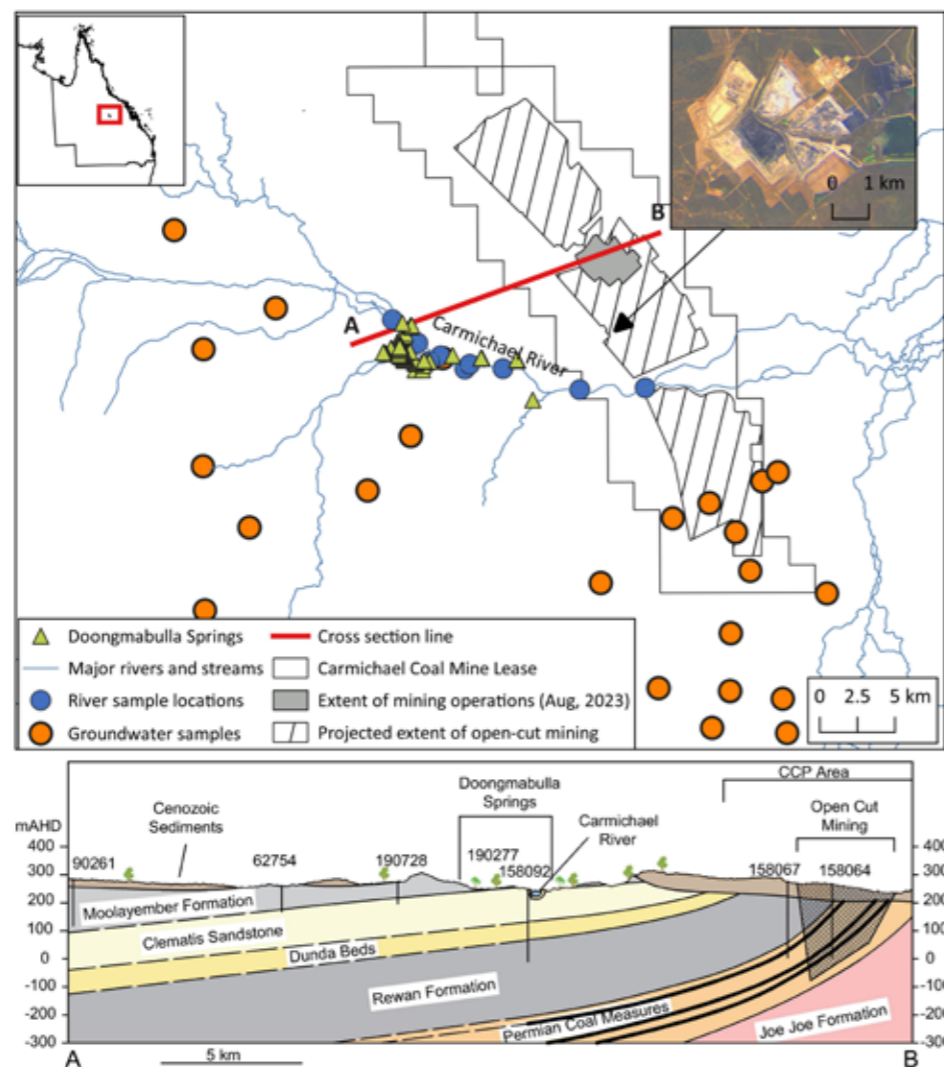 B
0 1 km
A
Carmichael River
Doongmabulla Springs
Cross section line
Major rivers and streams
Carmichael Coal Mine Lease
River sample locations
Extent of mining operations (Aug, 2023)
Groundwater samples
Projected extent of open-cut mining
0 2.5 5 km
CCP Area
Doongmabulla
Springs
Open Cut
Mining
Cenozoic
Sediments
Carmichael
River
mAHD
400
300
200
100
0
-100
-200
-300
90261
62754
190728
190277
158092
158067
158064
Moolayember Formation
Clematis Sandstone
Dunda Beds
Rewan Formation
Permian Coal Measures
Joe Joe Formation
400
300
200
100
0
-100
-200
-300
A
5 km
B